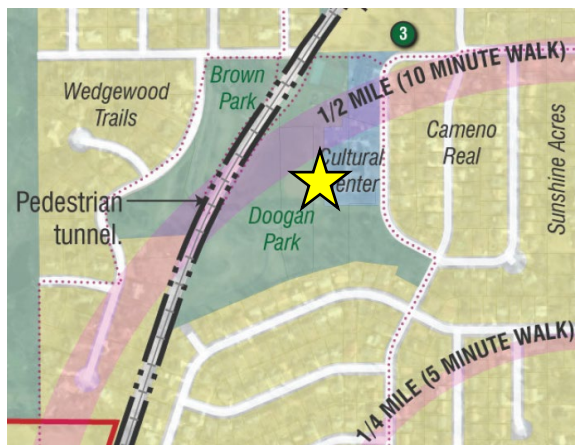 3
Brown
Park
1/2 MILE (10 MINUTE WALK)
Wedgewood
Trails
Cameno
Real
Sunshine Acres
Cultural
Center
Pedestrian
tunnel.
Doogan
Park
1/4 MILE (5 MINUTE WALK)